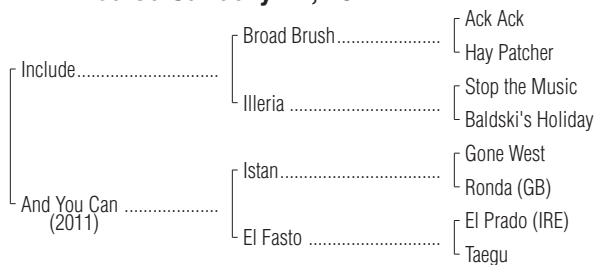 Ack Ack
Broad Brush..........................
Hay Patcher
Include..................................
Stop the Music
Illeria ......................................
Baldski's Holiday
Gone West
Istan.........................................
Ronda (GB)
And You Can .......................
(2011)
El Prado (IRE)
El Fasto .................................
Taegu